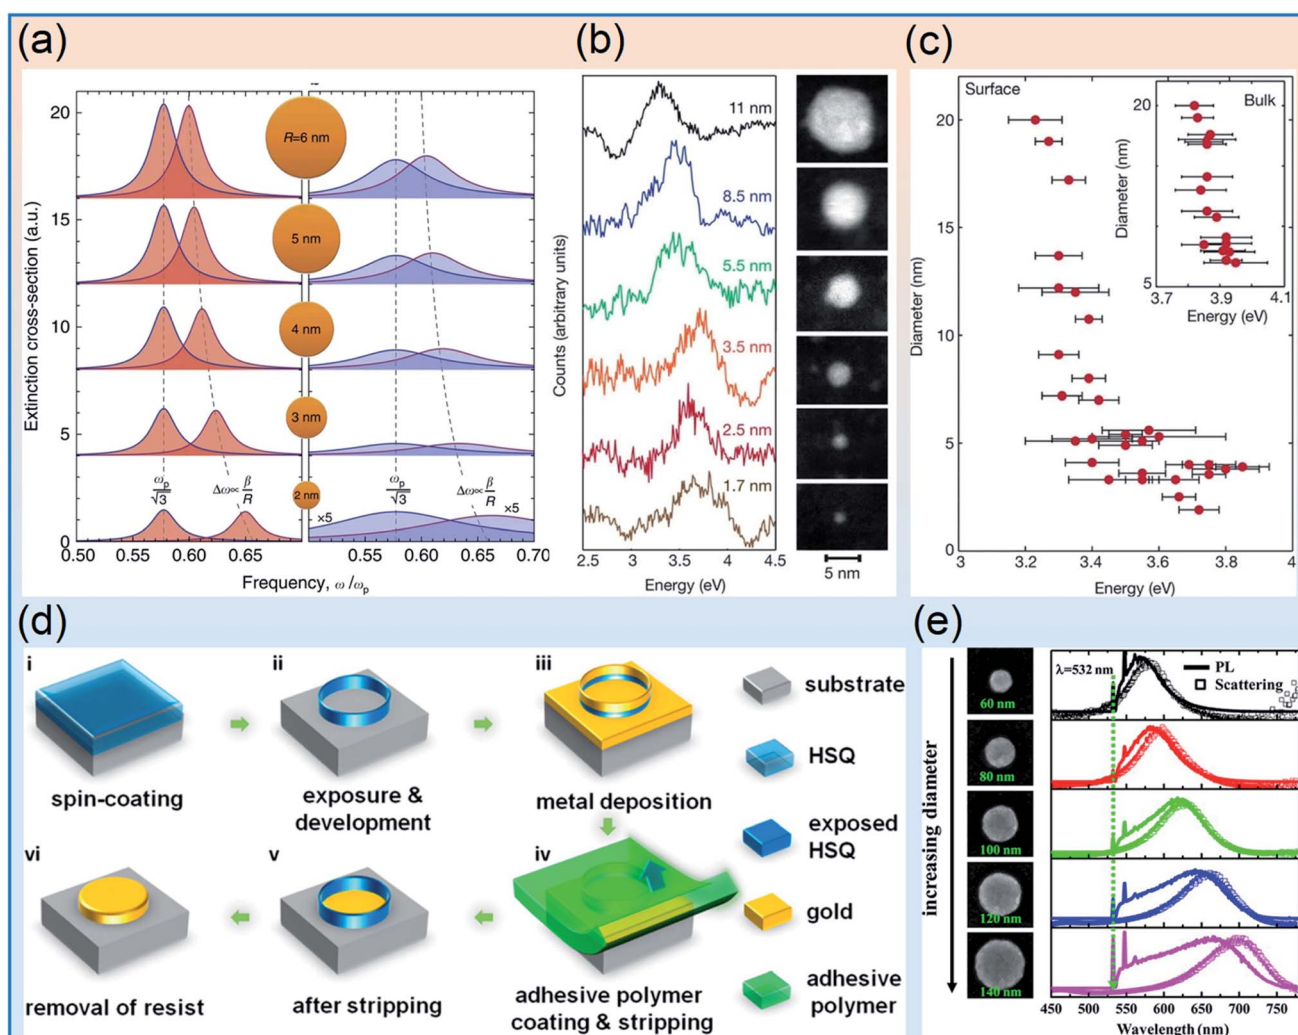 (a)
20
15
10
5
0
Extinction cross-section (a.u.)
R=6 nm
5 nm
4 nm
3 nm
2 nm
ωp/√3
Δω∝ β/R
ωp/√3
Δω∝ β/R
×5
×5
0.50 0.55 0.60 0.65
0.55 0.60 0.65 0.70
Frequency, ω/ωp
(b)
Counts (arbitrary units)
11 nm
8.5 nm
5.5 nm
3.5 nm
2.5 nm
1.7 nm
2.5 3 3.5 4 4.5
Energy (eV)
5 nm
(c)
Surface
20
15
10
5
0
Diameter (nm)
3 3.2 3.4 3.6 3.8 4
Energy (eV)
Bulk
20
15
10
5
Diameter (nm)
3.7 3.9 4.1
Energy (eV)
(d)
i
spin-coating
ii
exposure &
development
iii
metal deposition
iv
adhesive polymer
coating & stripping
v
after stripping
vi
removal of resist
substrate
HSQ
exposed
HSQ
gold
adhesive
polymer
(e)
increasing diameter
60 nm
80 nm
100 nm
120 nm
140 nm
λ=532 nm
PL
Scattering
450 500 550 600 650 700 750
Wavelength (nm)